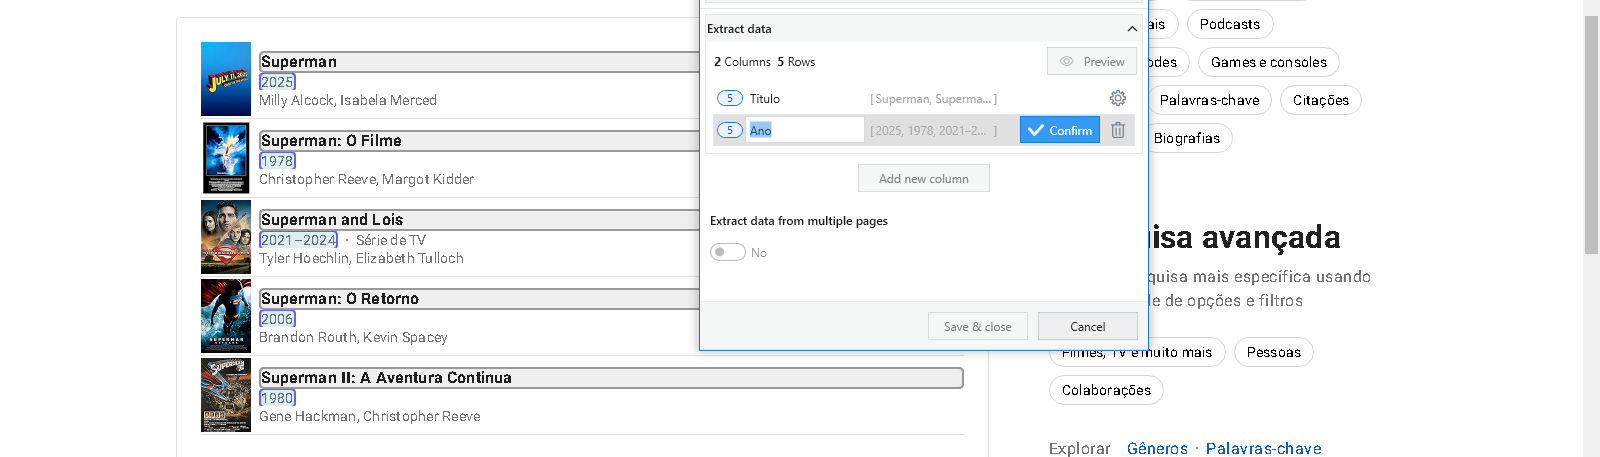 JULY.11.2025
Superman
2025
Milly Alcock, Isabela Merced
Superman: O Filme
1978
Christopher Reeve, Margot Kidder
Superman and Lois
2021–2024 · Série de TV
Tyler Hoechlin, Elizabeth Tulloch
Superman: O Retorno
2006
Brandon Routh, Kevin Spacey
Superman II: A Aventura Continua
1980
Gene Hackman, Christopher Reeve
Extract data
2 Columns 5 Rows
Preview
5 Titulo [Superman, Superma... ]
5 Ano [2025, 1978, 2021–2... ] Confirm
Add new column
Extract data from multiple pages
No
Save & close
Cancel
ais
Podcasts
odes
Games e consoles
Palavras-chave
Citações
Biografias
isa avançada
quisa mais específica usando
le de opções e filtros
Filmes, TV e muito mais
Pessoas
Colaborações
Explorar Gêneros · Palavras-chave